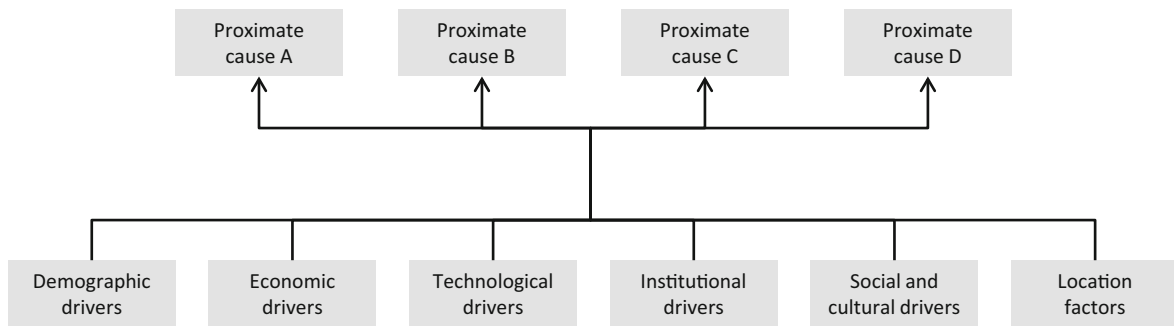 Proximate
cause A
Proximate
cause B
Proximate
cause C
Proximate
cause D
Demographic
drivers
Economic
drivers
Technological
drivers
Institutional
drivers
Social and
cultural drivers
Location
factors